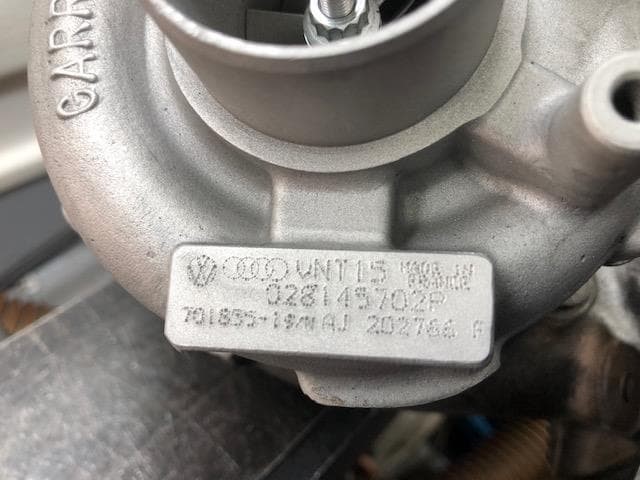 GARR
VNT15 MADE IN
FRANCE
028145702P
701855-19/N AJ 202766 A